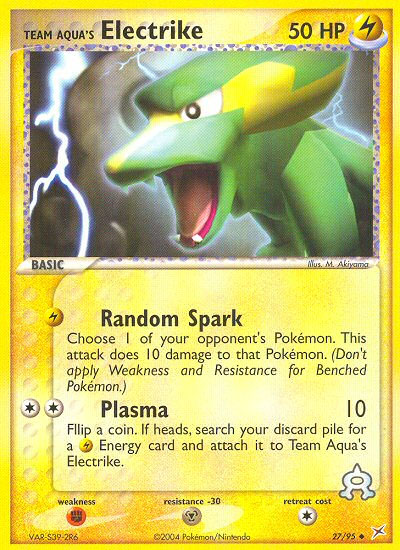 TEAM AQUA'S Electrike 50 HP
BASIC
Illus. M. Akiyama
Random Spark
Choose 1 of your opponent's Pokémon. This
attack does 10 damage to that Pokémon. (Don't
apply Weakness and Resistance for Benched
Pokémon.)
Plasma 10
Fllip a coin. If heads, search your discard pile for
a Energy card and attach it to Team Aqua's
Electrike.
weakness resistance -30 retreat cost
VAR-S39-2R6 ©2004 Pokémon/Nintendo 27/95